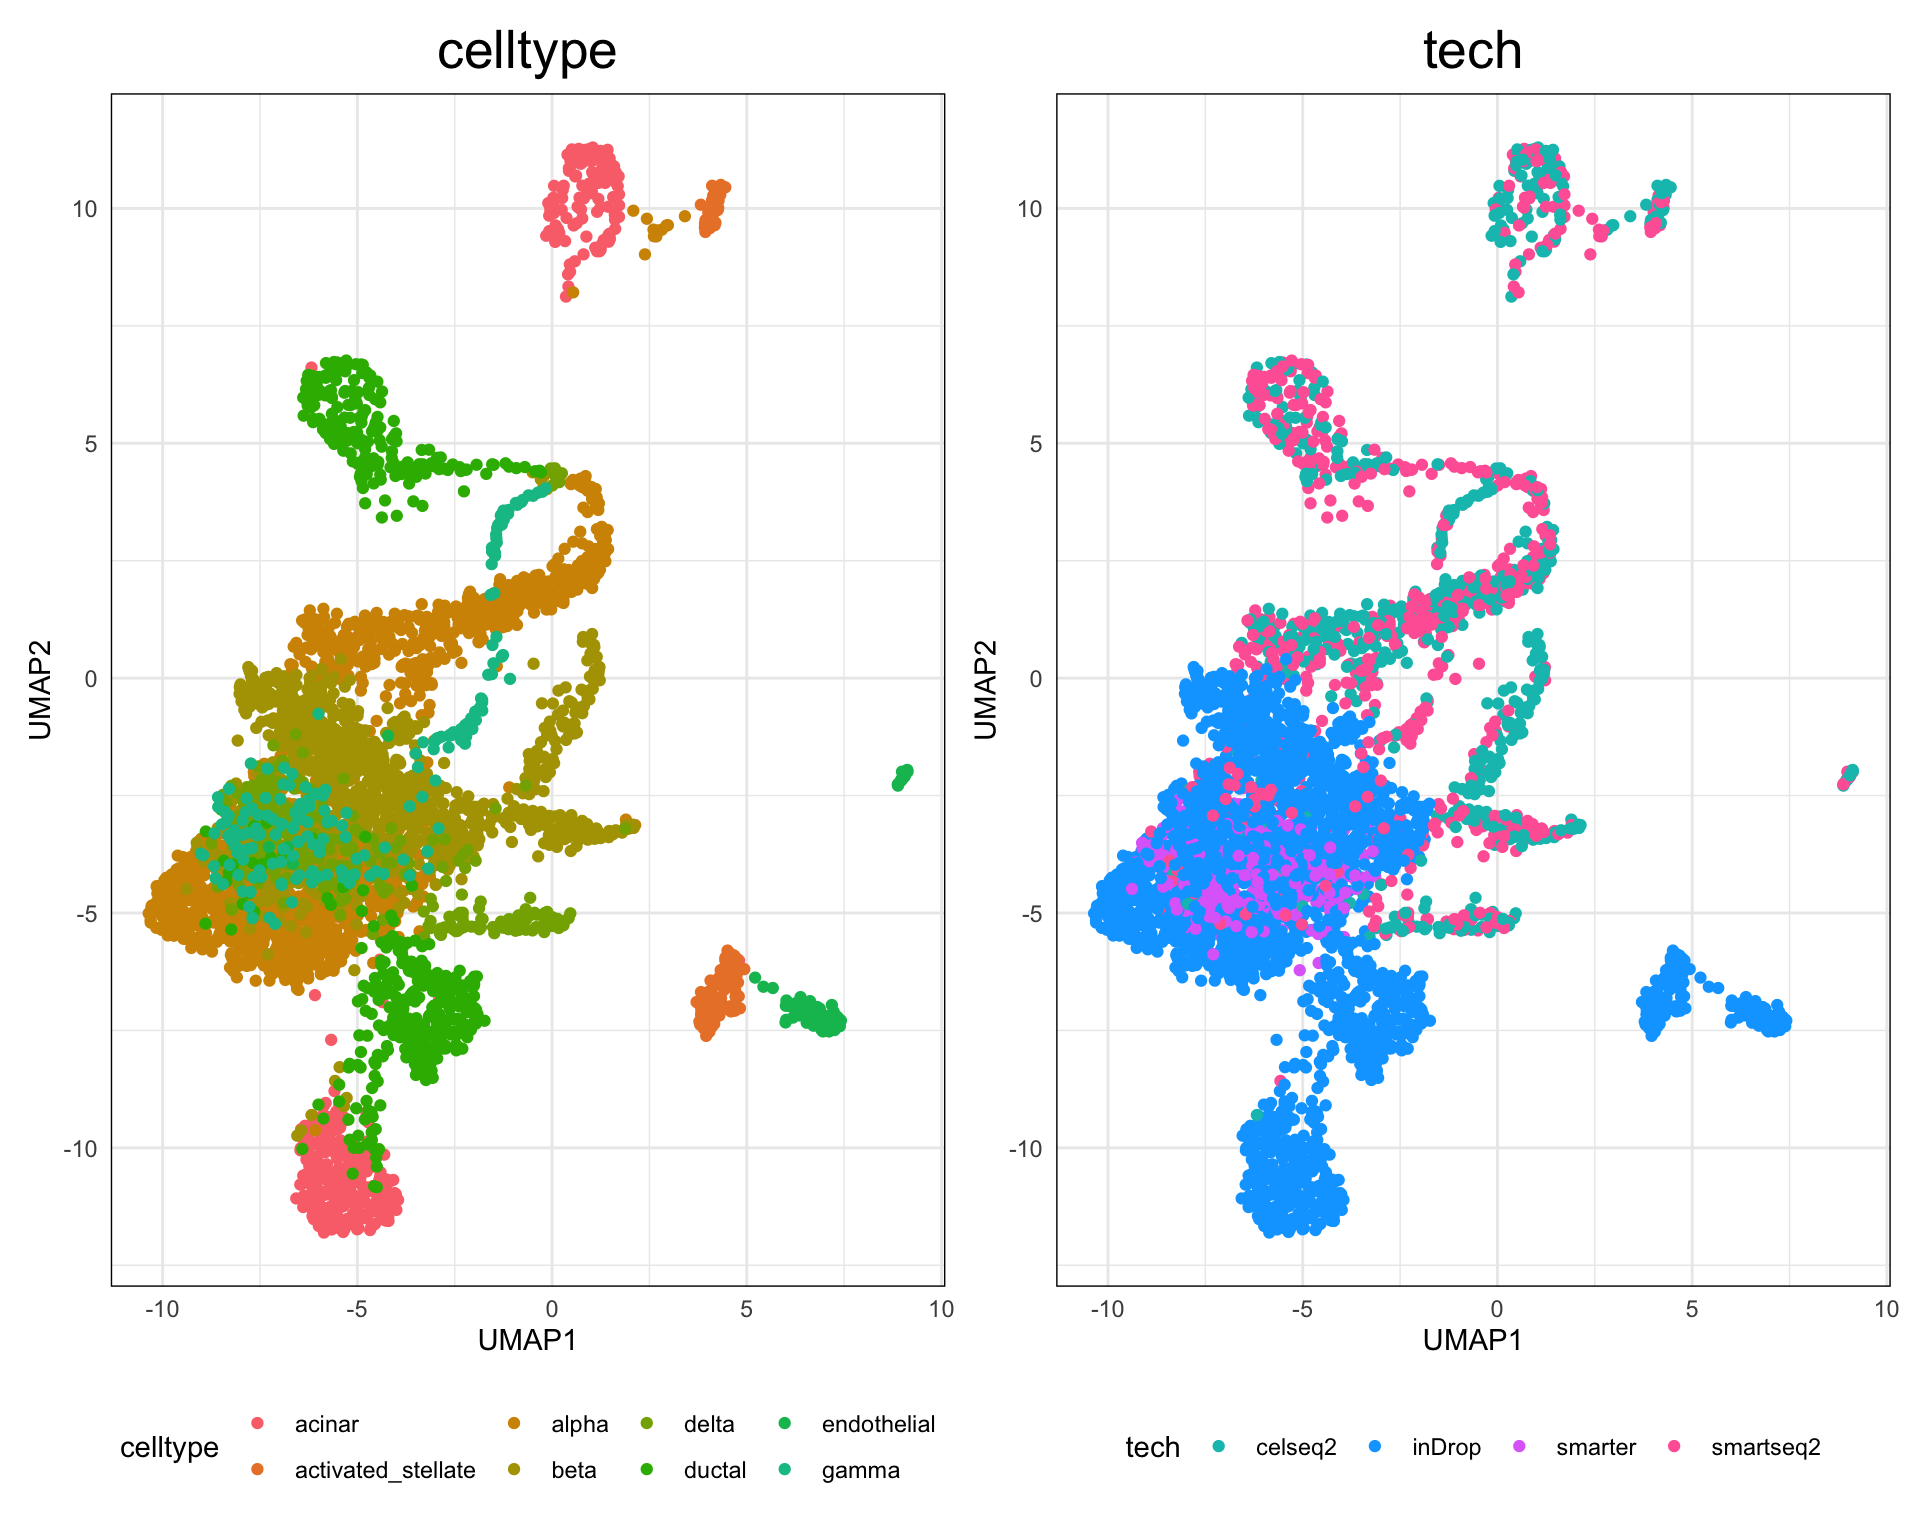 celltype
tech
10
5
0
-5
-10
UMAP2
-10 -5 0 5 10
UMAP1
10
5
0
-5
-10
UMAP2
-10 -5 0 5 10
UMAP1
celltype
acinar alpha delta endothelial
activated_stellate beta ductal gamma
tech celseq2 inDrop smarter smartseq2